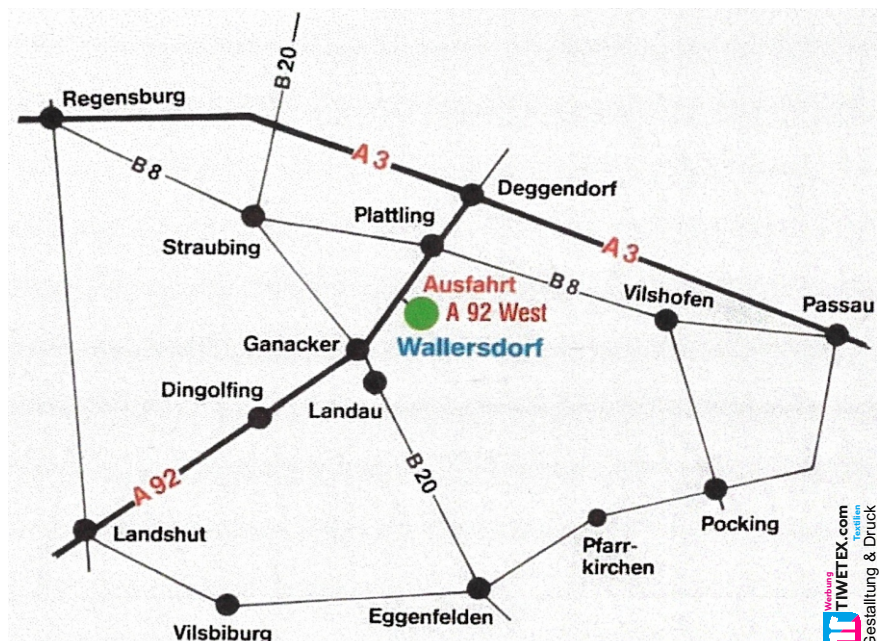 B 20
Regensburg
A 3
B 8
Deggendorf
Plattling
Straubing
A 3
Ausfahrt
B 8
Vilshofen
A 92 West
Passau
Ganacker
Wallersdorf
Dingolfing
Landau
B 20
A 92
Landshut
Pocking
Pfarr-
kirchen
Eggenfelden
Vilsbiburg
Werbung
TIWETEX.com
Textilien
Gestalltung & Druck